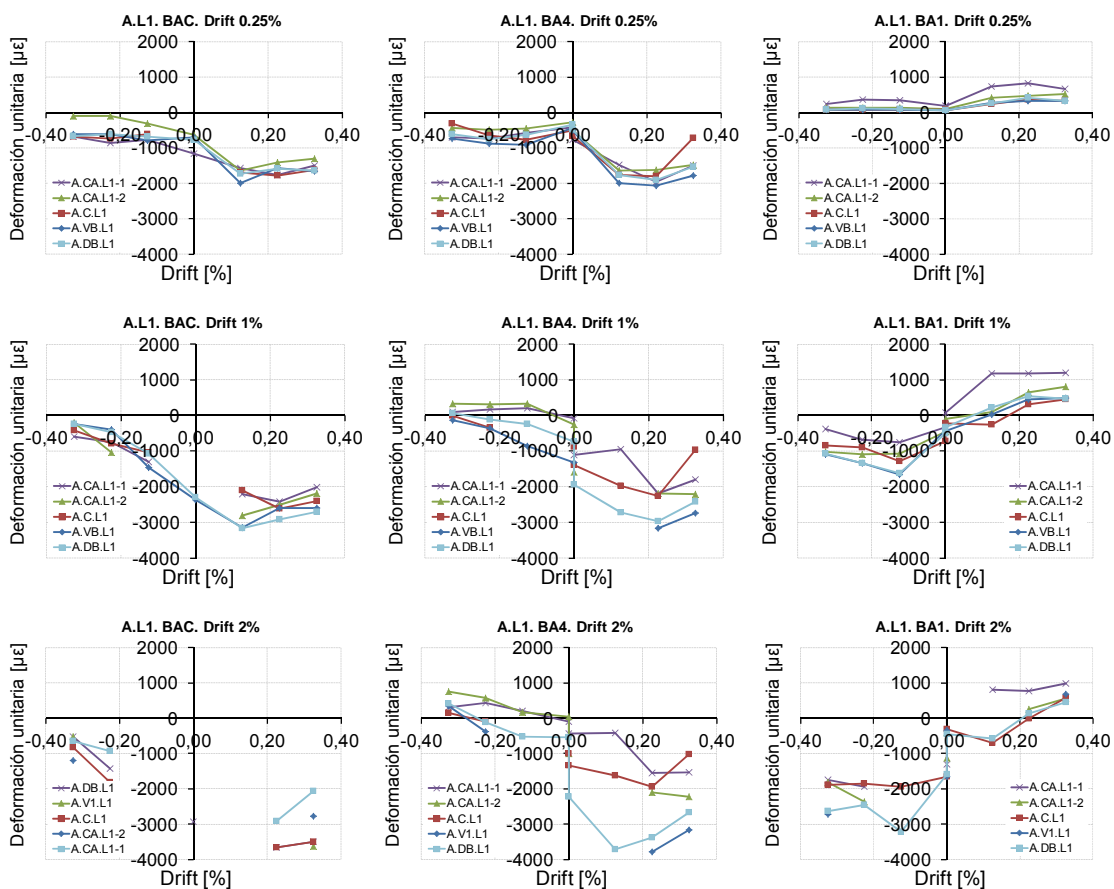 A.L1. BAC. Drift 0.25%
Deformación unitaria [µε]
2000
1000
0
-1000
-2000
-3000
-4000
-0,40
-0,20
0,00
0,20
0,40
A.CA.L1-1
A.CA.L1-2
A.C.L1
A.VB.L1
A.DB.L1
Drift [%]
A.L1. BA4. Drift 0.25%
Deformación unitaria [µε]
2000
1000
0
-1000
-2000
-3000
-4000
-0,40
-0,20
0,00
0,20
0,40
A.CA.L1-1
A.CA.L1-2
A.C.L1
A.VB.L1
A.DB.L1
Drift [%]
A.L1. BA1. Drift 0.25%
Deformación unitaria [µε]
2000
1000
0
-1000
-2000
-3000
-4000
-0,40
-0,20
0,00
0,20
0,40
A.CA.L1-1
A.CA.L1-2
A.C.L1
A.VB.L1
A.DB.L1
Drift [%]
A.L1. BAC. Drift 1%
Deformación unitaria [µε]
2000
1000
0
-1000
-2000
-3000
-4000
-0,40
-0,20
0,00
0,20
0,40
A.CA.L1-1
A.CA.L1-2
A.C.L1
A.VB.L1
A.DB.L1
Drift [%]
A.L1. BA4. Drift 1%
Deformación unitaria [µε]
2000
1000
0
-1000
-2000
-3000
-4000
-0,40
-0,20
0,00
0,20
0,40
A.CA.L1-1
A.CA.L1-2
A.C.L1
A.VB.L1
A.DB.L1
Drift [%]
A.L1. BA1. Drift 1%
Deformación unitaria [µε]
2000
1000
0
-1000
-2000
-3000
-4000
-0,40
-0,20
0,00
0,20
0,40
A.CA.L1-1
A.CA.L1-2
A.C.L1
A.VB.L1
A.DB.L1
Drift [%]
A.L1. BAC. Drift 2%
Deformación unitaria [µε]
2000
1000
0
-1000
-2000
-3000
-4000
-0,40
-0,20
0,00
0,20
0,40
A.DB.L1
A.V1.L1
A.C.L1
A.CA.L1-2
A.CA.L1-1
Drift [%]
A.L1. BA4. Drift 2%
Deformación unitaria [µε]
2000
1000
0
-1000
-2000
-3000
-4000
-0,40
-0,20
0,00
0,20
0,40
A.CA.L1-1
A.CA.L1-2
A.C.L1
A.V1.L1
A.DB.L1
Drift [%]
A.L1. BA1. Drift 2%
Deformación unitaria [µε]
2000
1000
0
-1000
-2000
-3000
-4000
-0,40
-0,20
0,00
0,20
0,40
A.CA.L1-1
A.CA.L1-2
A.C.L1
A.V1.L1
A.DB.L1
Drift [%]